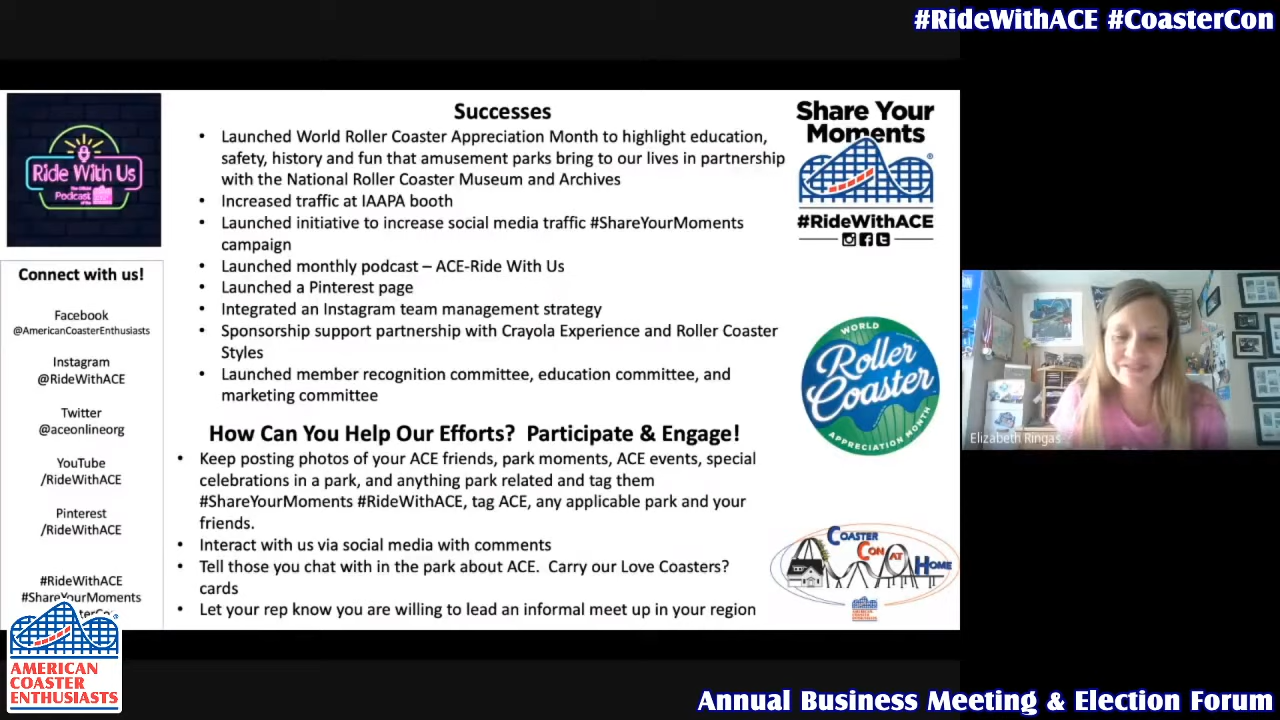 #RideWithACE #CoasterCon
Ride With Us
The Official
Podcast
Connect with us!
Facebook
@AmericanCoasterEnthusiasts
Instagram
@RideWithACE
Twitter
@aceonlineorg
YouTube
/RideWithACE
Pinterest
/RideWithACE
#RideWithACE
#ShareYourMoments
Successes
• Launched World Roller Coaster Appreciation Month to highlight education,
safety, history and fun that amusement parks bring to our lives in partnership
with the National Roller Coaster Museum and Archives
• Increased traffic at IAAPA booth
• Launched initiative to increase social media traffic #ShareYourMoments
campaign
• Launched monthly podcast – ACE-Ride With Us
• Launched a Pinterest page
• Integrated an Instagram team management strategy
• Sponsorship support partnership with Crayola Experience and Roller Coaster
Styles
• Launched member recognition committee, education committee, and
marketing committee
How Can You Help Our Efforts? Participate & Engage!
• Keep posting photos of your ACE friends, park moments, ACE events, special
celebrations in a park, and anything park related and tag them
#ShareYourMoments #RideWithACE, tag ACE, any applicable park and your
friends.
• Interact with us via social media with comments
• Tell those you chat with in the park about ACE. Carry our Love Coasters?
cards
• Let your rep know you are willing to lead an informal meet up in your region
Share Your
Moments
®
#RideWithACE
WORLD
Roller
Coaster
APPRECIATION MONTH
COASTER
CON AT
HOME
AMERICAN
COASTER
ENTHUSIASTS
Elizabeth Ringas
®
AMERICAN
COASTER
ENTHUSIASTS
Annual Business Meeting & Election Forum